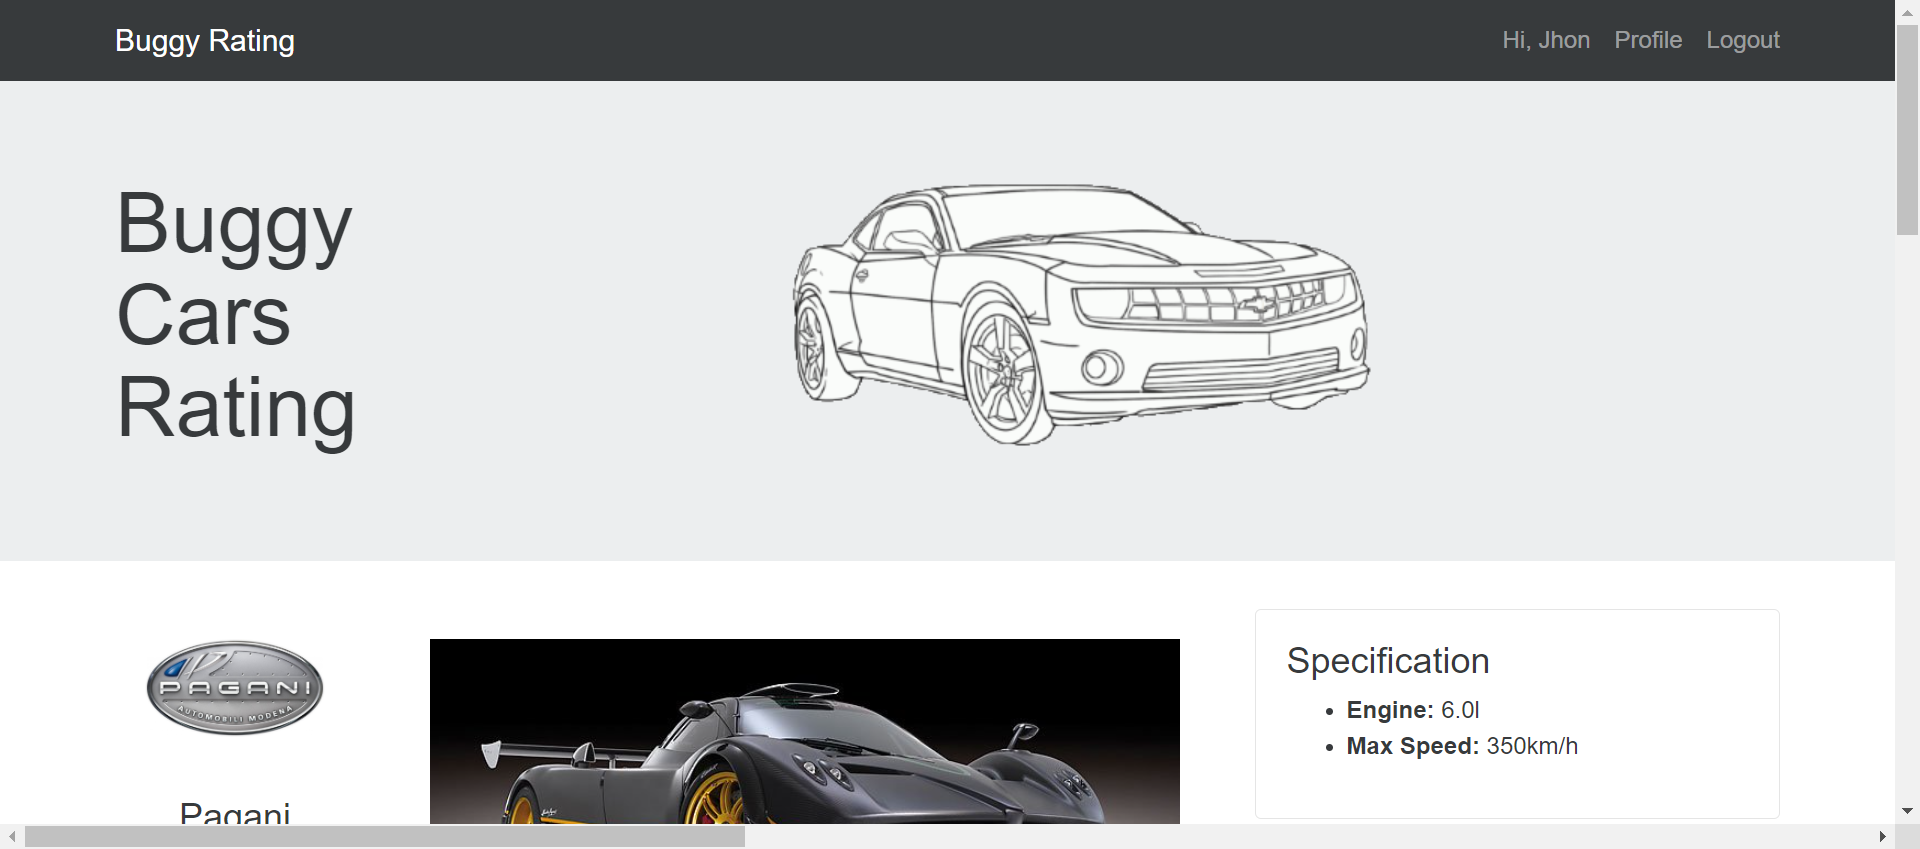 Buggy Rating
Hi, Jhon Profile Logout
Buggy
Cars
Rating
PAGANI
AUTOMOBILI MODENA
Pagani
Specification
Engine: 6.0l
Max Speed: 350km/h